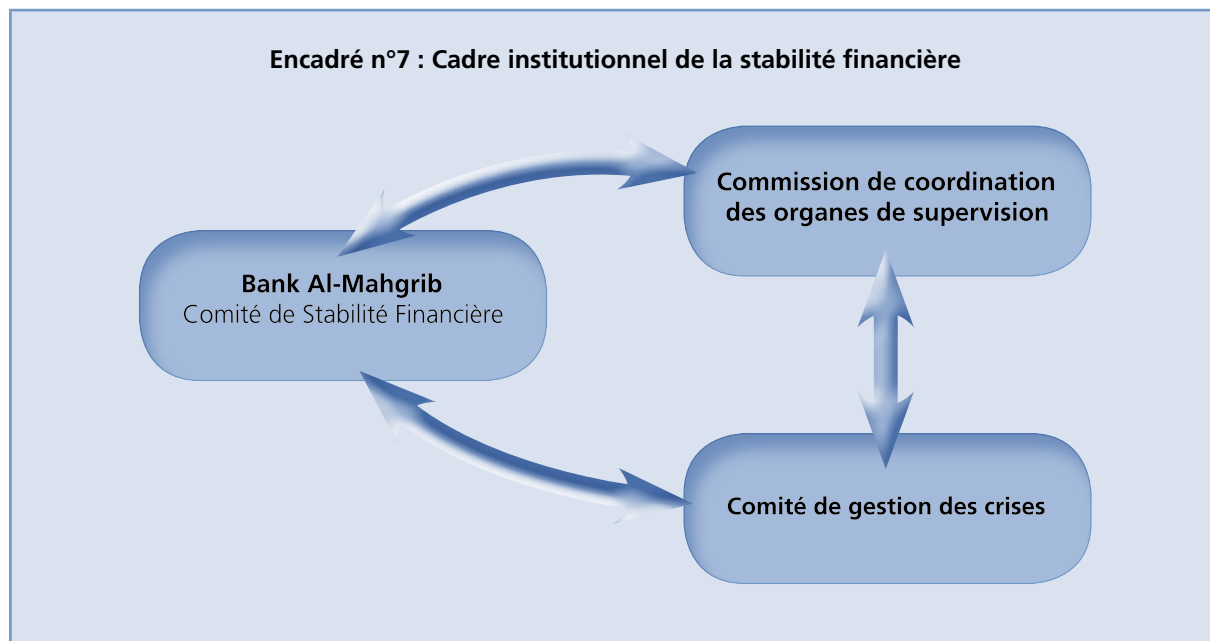 Encadré n°7 : Cadre institutionnel de la stabilité financière
Commission de coordination
des organes de supervision
Bank Al-Mahgrib
Comité de Stabilité Financière
Comité de gestion des crises